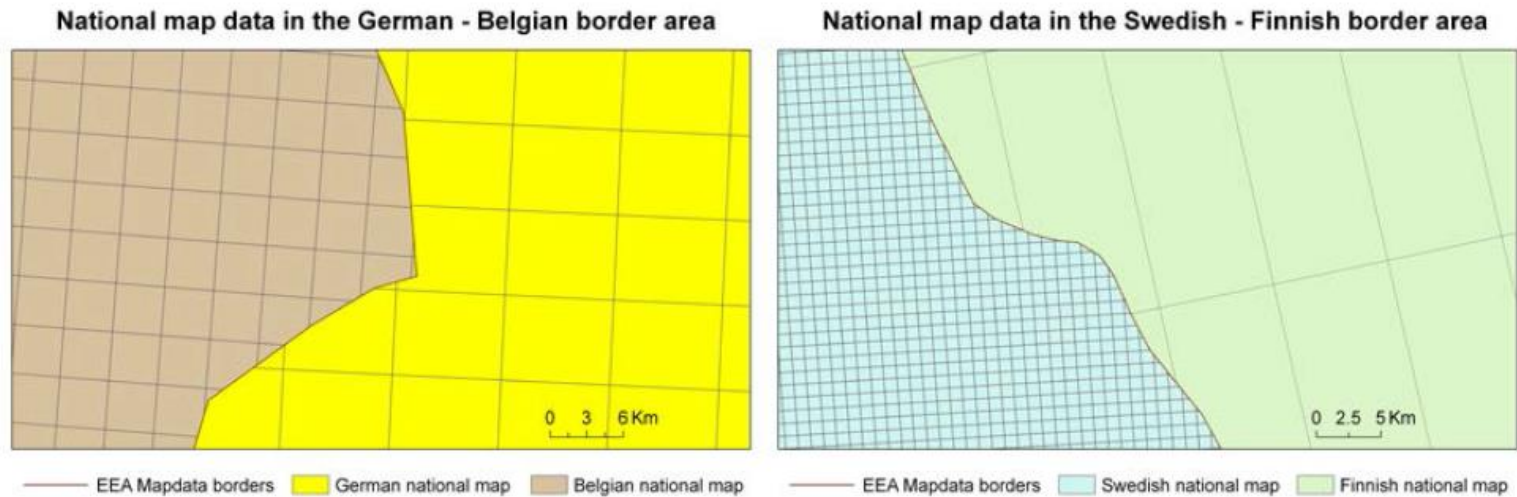 National map data in the German - Belgian border area
National map data in the Swedish - Finnish border area
0 3 6 Km
0 2.5 5 Km
EEA Mapdata borders German national map Belgian national map
EEA Mapdata borders Swedish national map Finnish national map